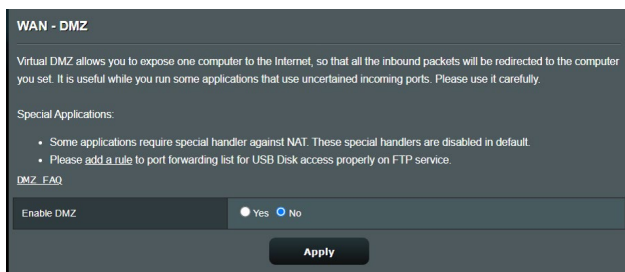 WAN - DMZ
Virtual DMZ allows you to expose one computer to the Internet, so that all the inbound packets will be redirected to the computer
you set. It is useful while you run some applications that use uncertained incoming ports. Please use it carefully.
Special Applications:
• Some applications require special handler against NAT. These special handlers are disabled in default.
• Please add a rule to port forwarding list for USB Disk access properly on FTP service.
DMZ FAQ
Enable DMZ Yes No
Apply